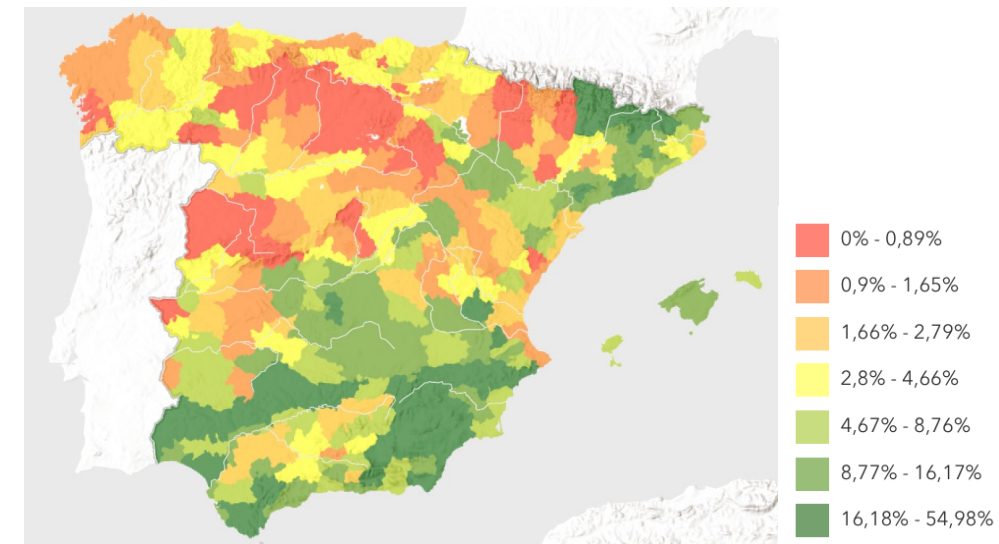 0% - 0,89%
0,9% - 1,65%
1,66% - 2,79%
2,8% - 4,66%
4,67% - 8,76%
8,77% - 16,17%
16,18% - 54,98%